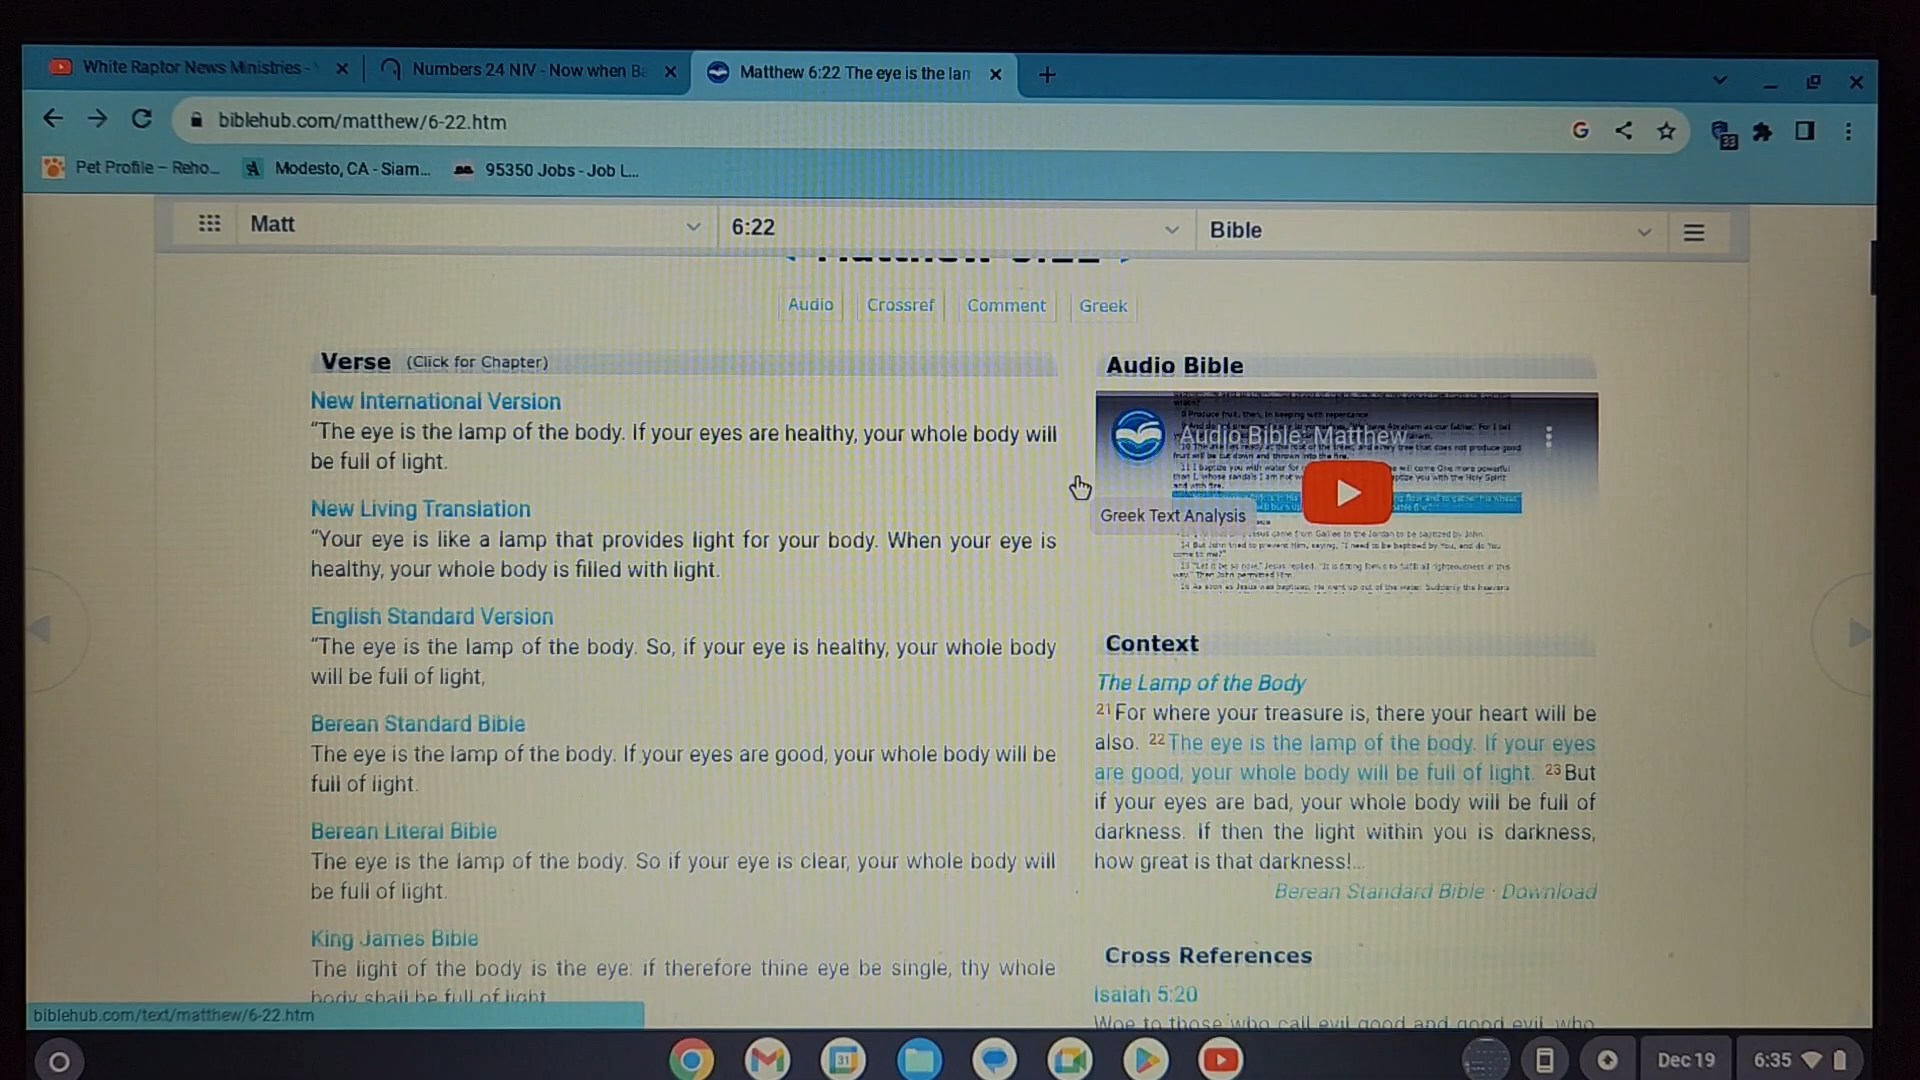 White Raptor News Ministries -
Numbers 24 NIV - Now when Ba
Matthew 6:22 The eye is the lan
biblehub.com/matthew/6-22.htm
33
Pet Profile – Reho...
Modesto, CA - Siam...
95350 Jobs - Job L...
Matt
6:22
Bible
Audio
Crossref
Comment
Greek
Verse (Click for Chapter)
New International Version
“The eye is the lamp of the body. If your eyes are healthy, your whole body will
be full of light.
New Living Translation
“Your eye is like a lamp that provides light for your body. When your eye is
healthy, your whole body is filled with light.
English Standard Version
“The eye is the lamp of the body. So, if your eye is healthy, your whole body
will be full of light,
Berean Standard Bible
The eye is the lamp of the body. If your eyes are good, your whole body will be
full of light.
Berean Literal Bible
The eye is the lamp of the body. So if your eye is clear, your whole body will
be full of light.
King James Bible
The light of the body is the eye: if therefore thine eye be single, thy whole
body shall be full of light
Audio Bible
Audio Bible: Matthew
Greek Text Analysis
Context
The Lamp of the Body
21For where your treasure is, there your heart will be
also. 22The eye is the lamp of the body. If your eyes
are good, your whole body will be full of light. 23But
if your eyes are bad, your whole body will be full of
darkness. If then the light within you is darkness,
how great is that darkness!...
Berean Standard Bible · Download
Cross References
Isaiah 5:20
Woe to those who call evil good and good evil, who
biblehub.com/text/matthew/6-22.htm
31
Dec 19
6:35